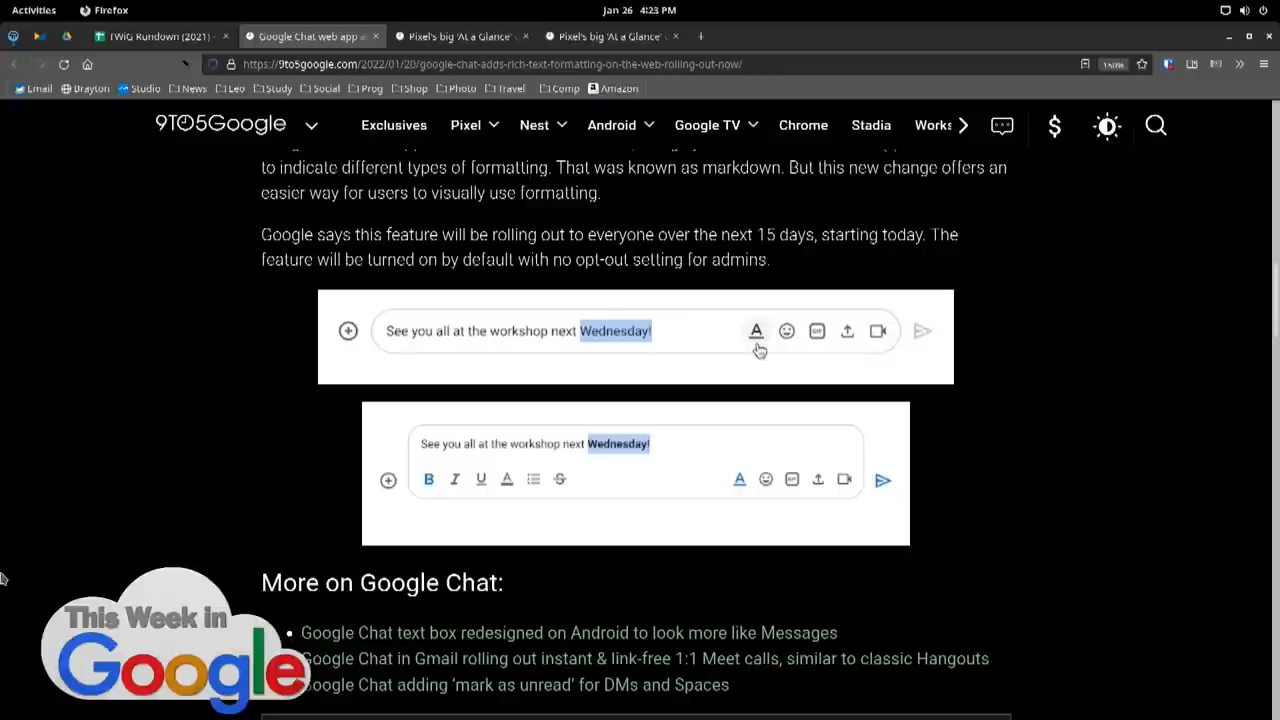 Activities
Firefox
Jan 26 4:23 PM
TWiG Rundown (2021) -
Google Chat web app a
Pixel's big 'At a Glance'
Pixel's big 'At a Glance'
https://9to5google.com/2022/01/20/google-chat-adds-rich-text-formatting-on-the-web-rolling-out-now/
150%
Email Brayton Studio News Leo Study Social Prog Shop Photo Travel Comp Amazon
9TO5Google
Exclusives Pixel Nest Android Google TV Chrome Stadia Works
to indicate different types of formatting. That was known as markdown. But this new change offers an
easier way for users to visually use formatting.
Google says this feature will be rolling out to everyone over the next 15 days, starting today. The
feature will be turned on by default with no opt-out setting for admins.
See you all at the workshop next Wednesday!
A GIF
See you all at the workshop next Wednesday!
B I U A S A GIF
More on Google Chat:
Google Chat text box redesigned on Android to look more like Messages
Google Chat in Gmail rolling out instant & link-free 1:1 Meet calls, similar to classic Hangouts
Google Chat adding 'mark as unread' for DMs and Spaces
This Week in
Google